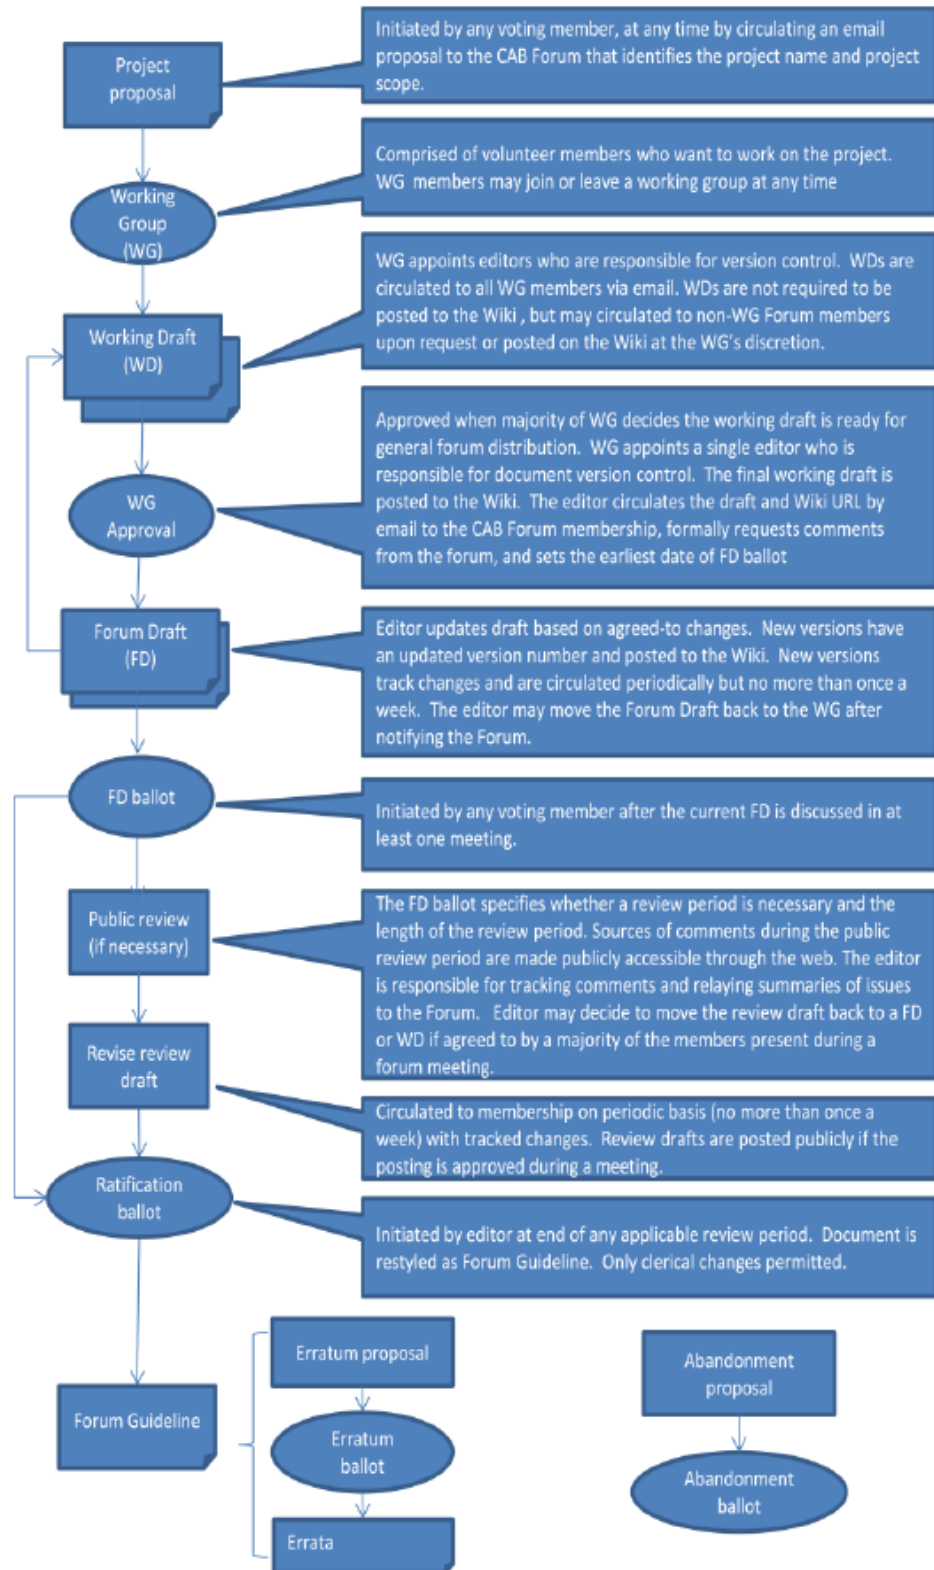 Project
proposal
Initiated by any voting member, at any time by circulating an email
proposal to the CAB Forum that identifies the project name and project
scope.
Working
Group
(WG)
Comprised of volunteer members who want to work on the project.
WG members may join or leave a working group at any time
Working Draft
(WD)
WG appoints editors who are responsible for version control. WDs are
circulated to all WG members via email. WDs are not required to be
posted to the Wiki , but may circulated to non-WG Forum members
upon request or posted on the Wiki at the WG's discretion.
WG
Approval
Approved when majority of WG decides the working draft is ready for
general forum distribution. WG appoints a single editor who is
responsible for document version control. The final working draft is
posted to the Wiki. The editor circulates the draft and Wiki URL by
email to the CAB Forum membership, formally requests comments
from the forum, and sets the earliest date of FD ballot
Forum Draft
(FD)
Editor updates draft based on agreed-to changes. New versions have
an updated version number and posted to the Wiki. New versions
track changes and are circulated periodically but no more than once a
week. The editor may move the Forum Draft back to the WG after
notifying the Forum.
FD ballot
Initiated by any voting member after the current FD is discussed in at
least one meeting.
Public review
(if necessary)
The FD ballot specifies whether a review period is necessary and the
length of the review period. Sources of comments during the public
review period are made publicly accessible through the web. The editor
is responsible for tracking comments and relaying summaries of issues
to the Forum. Editor may decide to move the review draft back to a FD
or WD if agreed to by a majority of the members present during a
forum meeting.
Revise review
draft
Circulated to membership on periodic basis (no more than once a
week) with tracked changes. Review drafts are posted publicly if the
posting is approved during a meeting.
Ratification
ballot
Initiated by editor at end of any applicable review period. Document is
restyled as Forum Guideline. Only clerical changes permitted.
Forum Guideline
Erratum proposal
Erratum
ballot
Errata
Abandonment
proposal
Abandonment
ballot